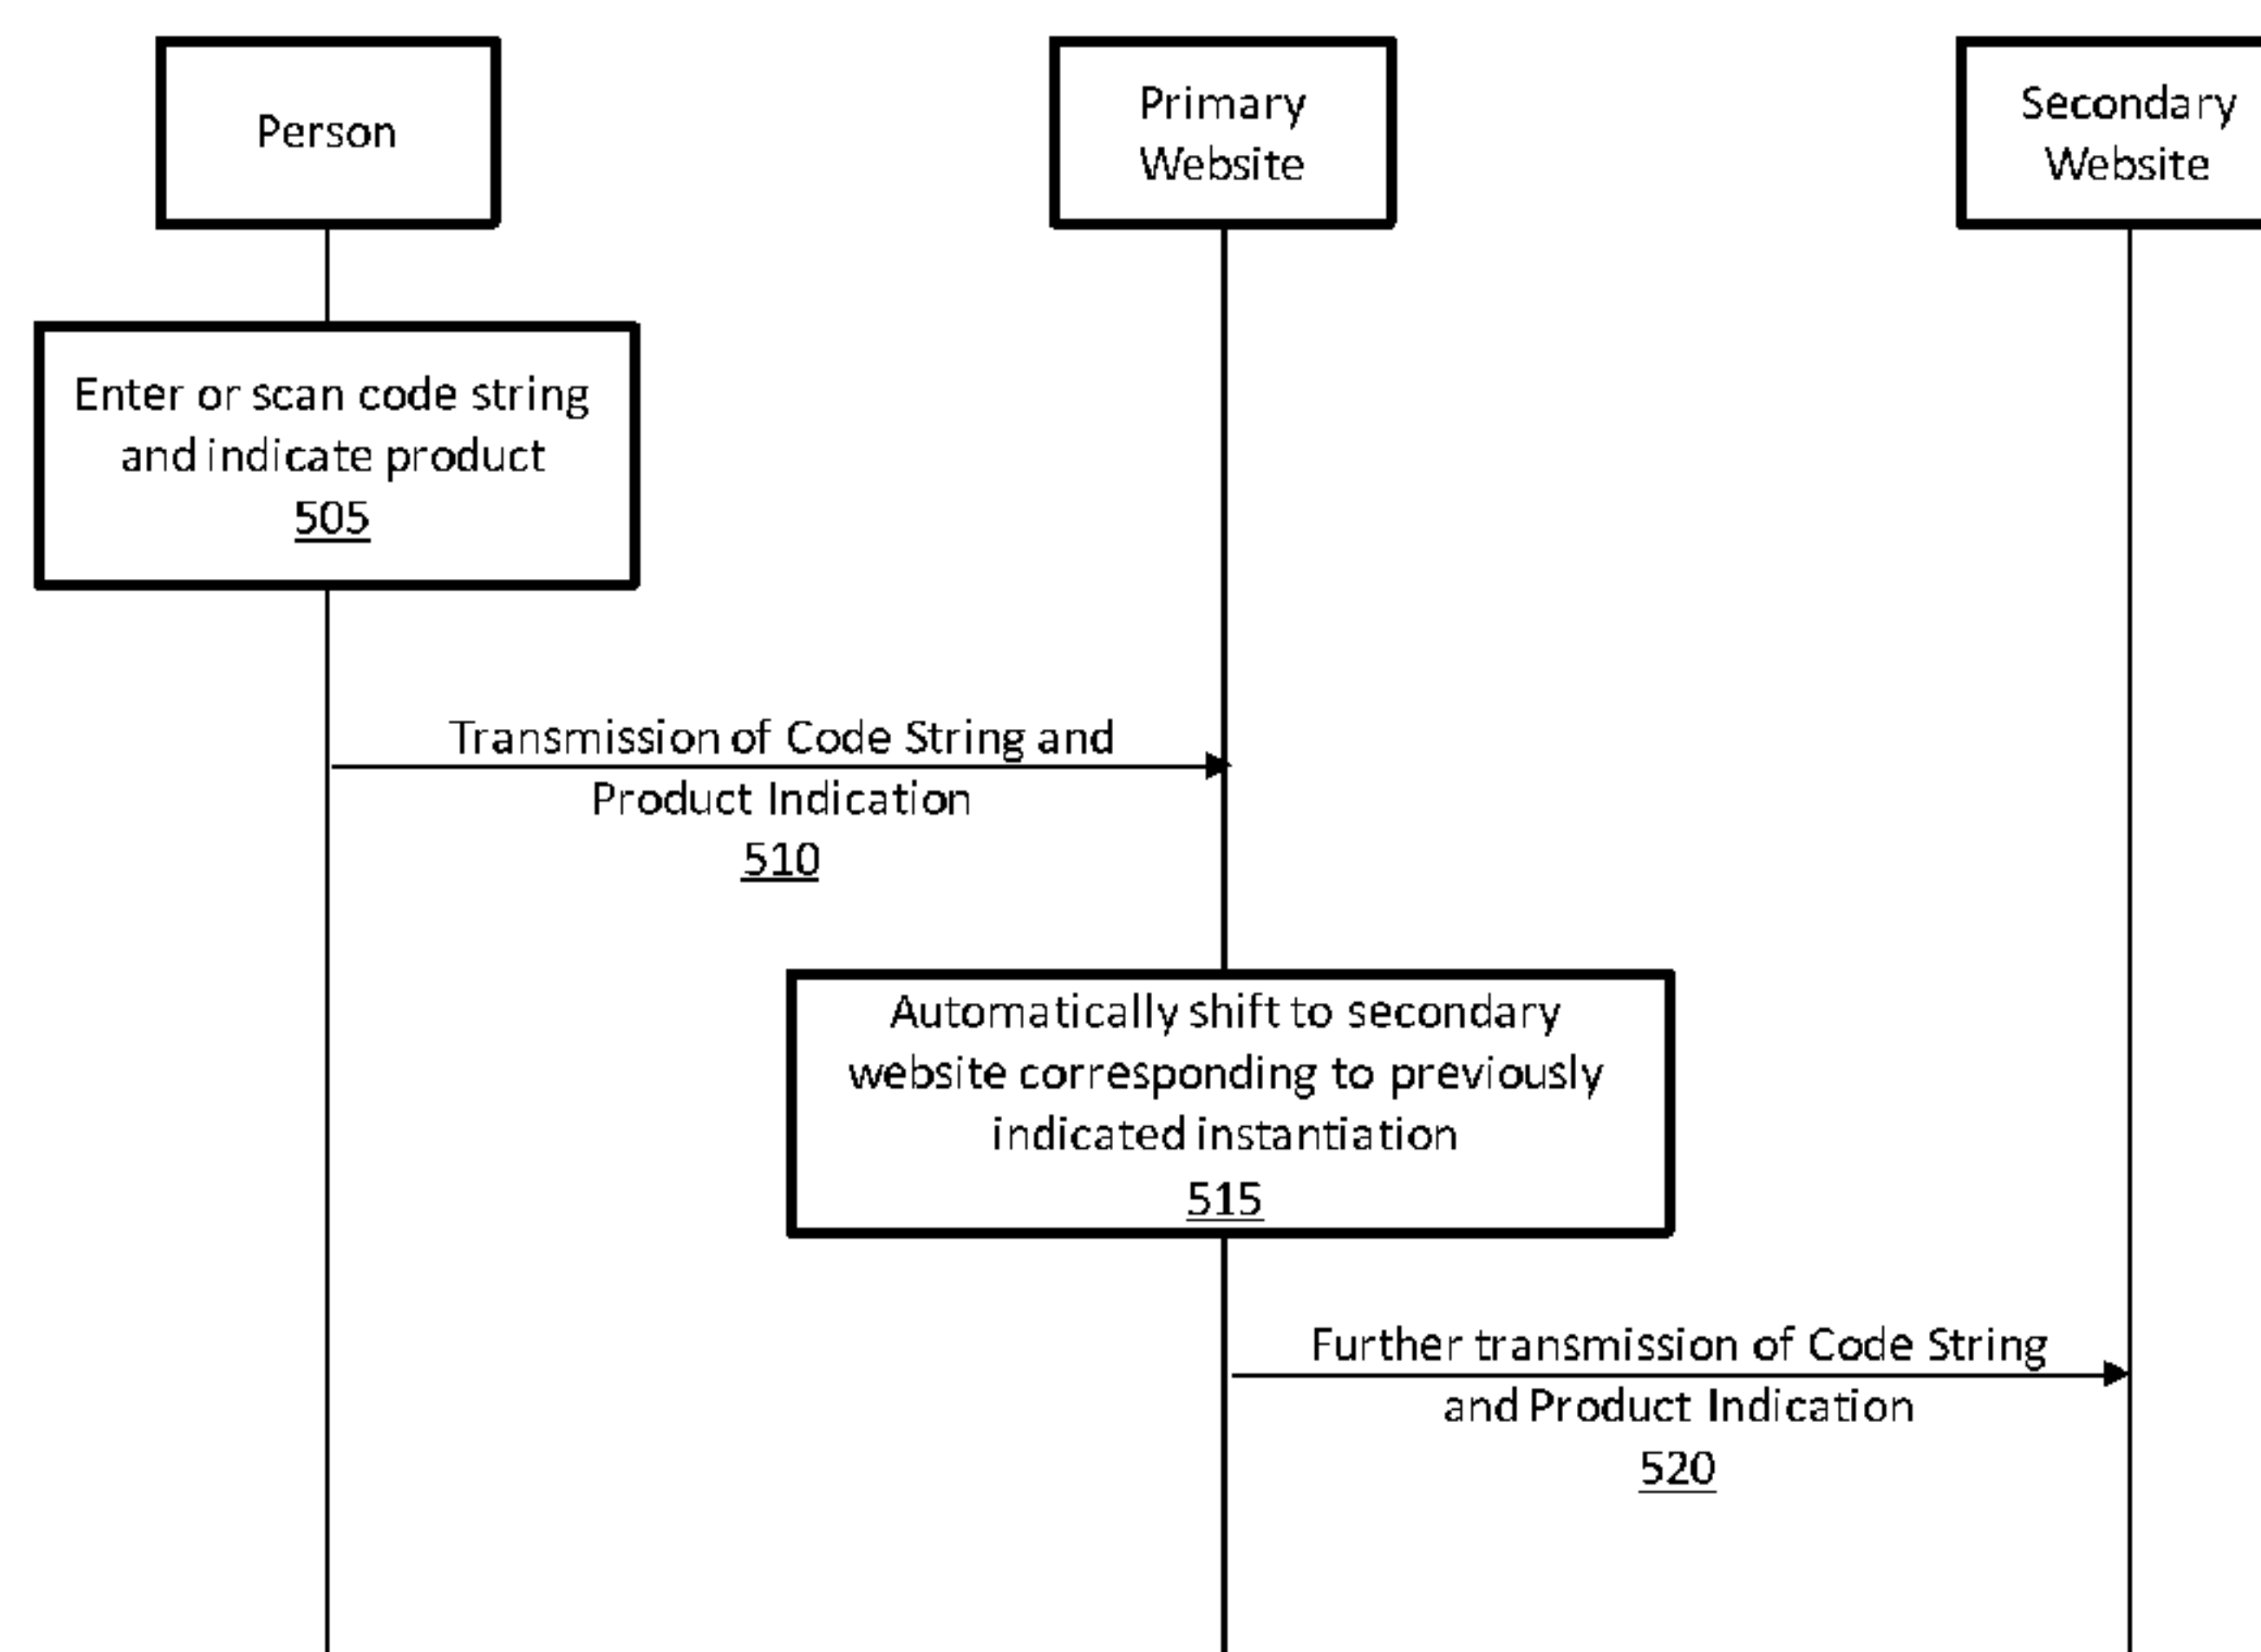 Person
Primary
Website
Secondary
Website
Enter or scan code string
and indicate product
505
Transmission of Code String and
Product Indication
510
Automatically shift to secondary
website corresponding to previously
indicated instantiation
515
Further transmission of Code String
and Product Indication
520